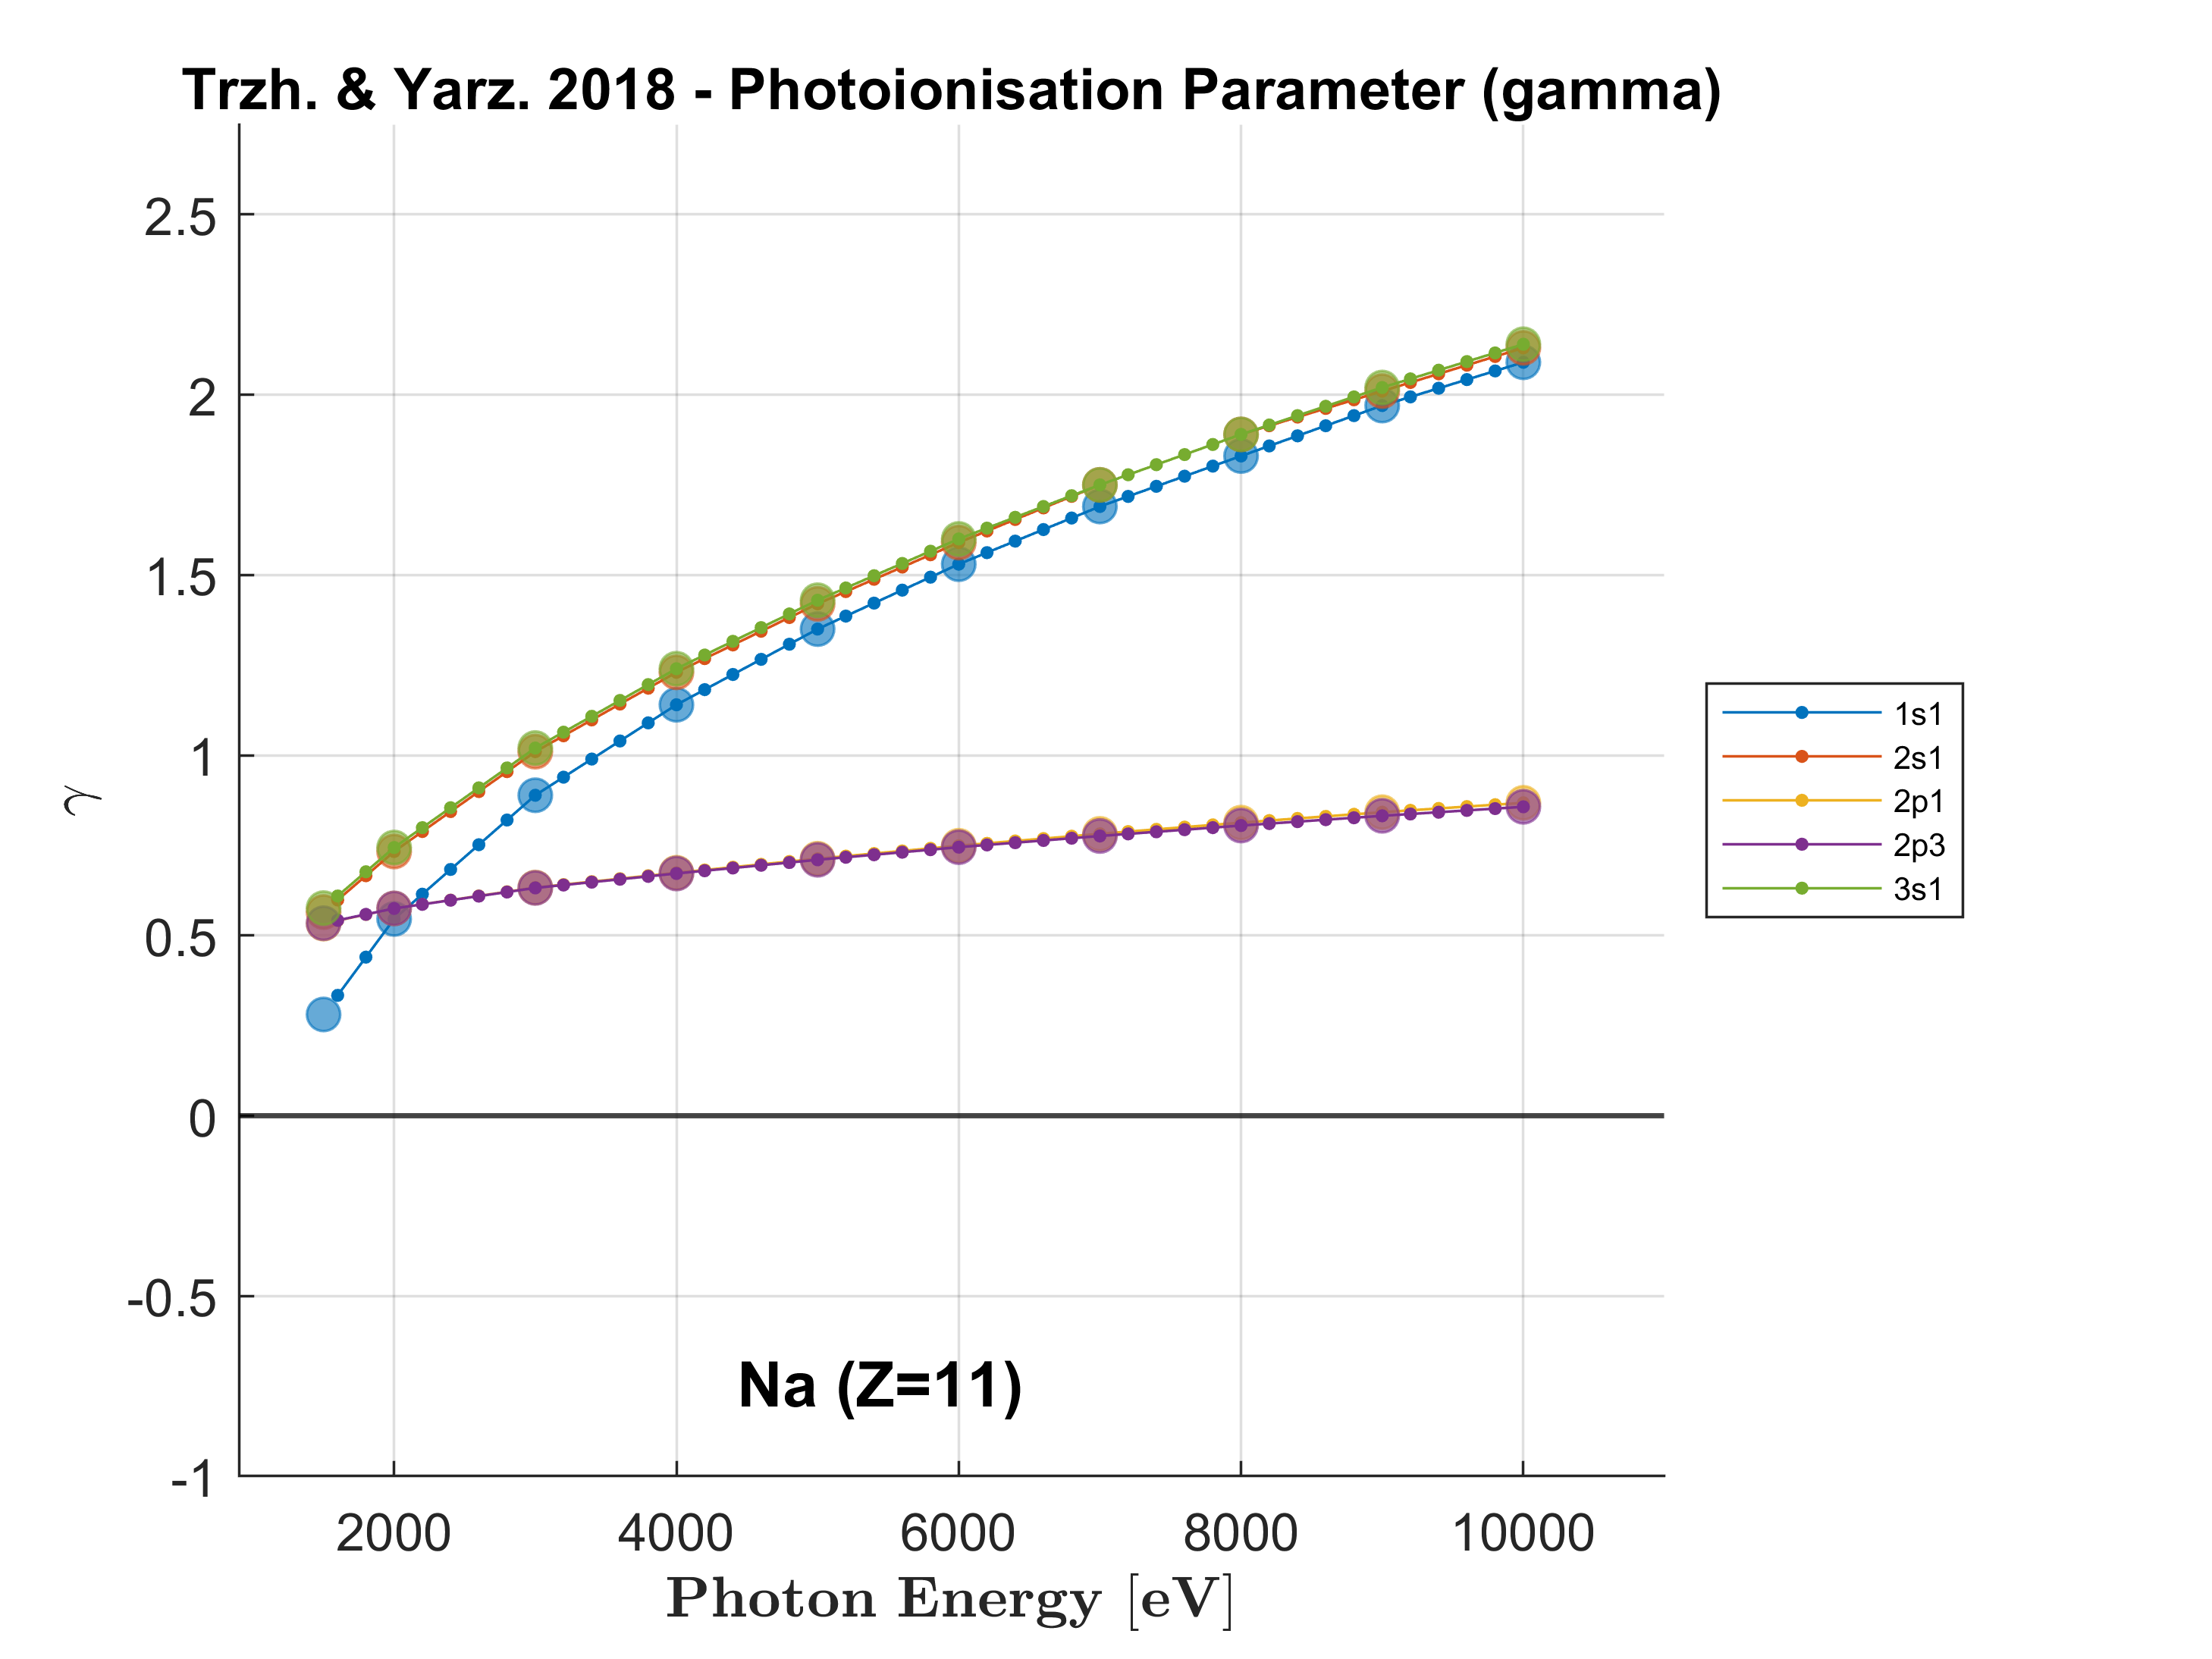 Trzh. & Yarz. 2018 - Photoionisation Parameter (gamma)
2.5
2
1.5
1
0.5
0
-0.5
-1
γ
1s1
2s1
2p1
2p3
3s1
Na (Z=11)
2000 4000 6000 8000 10000
Photon Energy [eV]